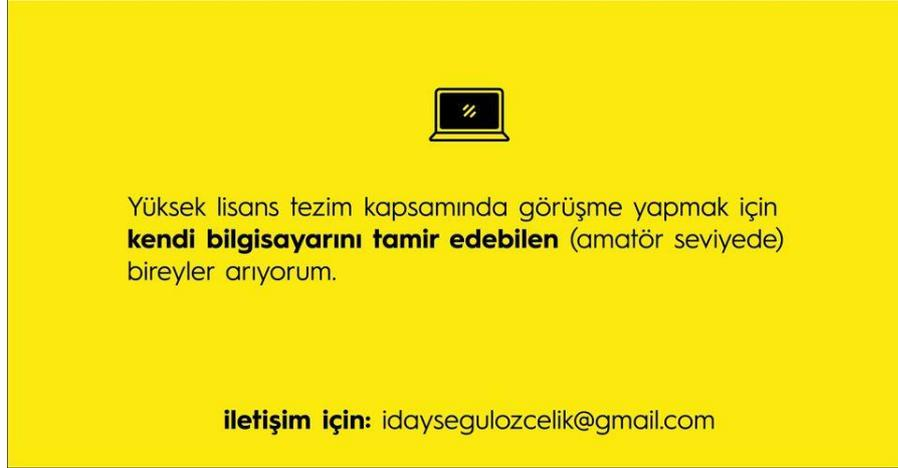 Yüksek lisans tezim kapsamında görüşme yapmak için
kendi bilgisayarını tamir edebilen (amatör seviyede)
bireyler arıyorum.
iletişim için: idaysegulozcelik@gmail.com